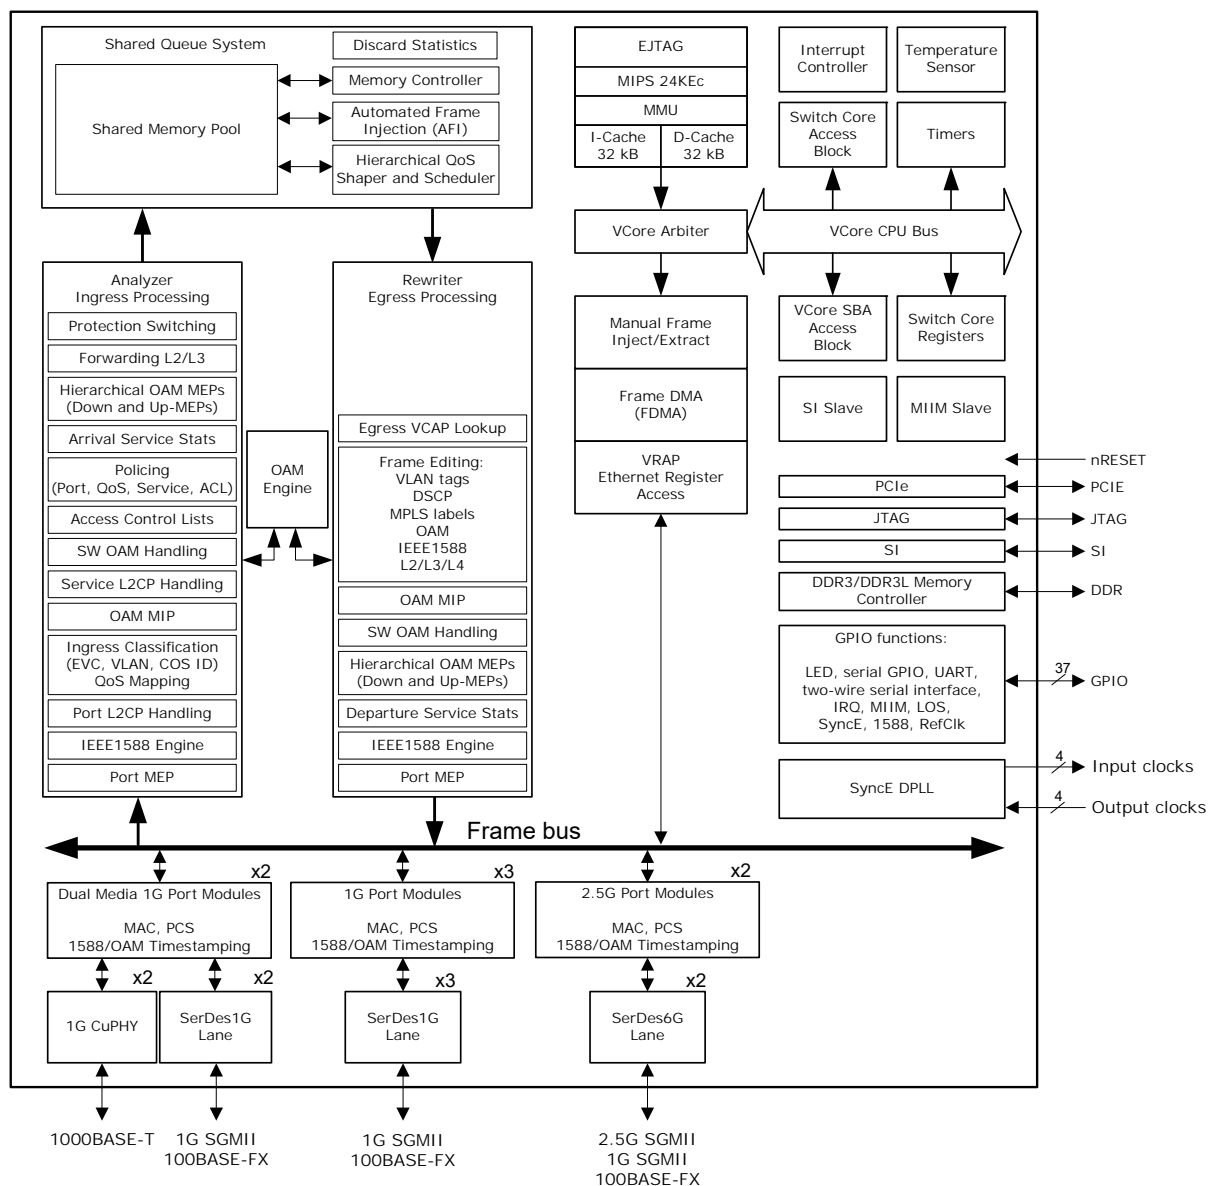 Shared Queue System
Discard Statistics
Shared Memory Pool
Memory Controller
Automated Frame
Injection (AFI)
Hierarchical QoS
Shaper and Scheduler
EJTAG
MIPS 24KEc
MMU
I-Cache
32 kB
D-Cache
32 kB
Interrupt
Controller
Temperature
Sensor
Switch Core
Access
Block
Timers
VCore Arbiter
VCore CPU Bus
Analyzer
Ingress Processing
Protection Switching
Forwarding L2/L3
Hierarchical OAM MEPs
(Down and Up-MEPs)
Arrival Service Stats
Policing
(Port, QoS, Service, ACL)
Access Control Lists
SW OAM Handling
Service L2CP Handling
OAM MIP
Ingress Classification
(EVC, VLAN, COS ID)
QoS Mapping
Port L2CP Handling
IEEE1588 Engine
Port MEP
OAM
Engine
Rewriter
Egress Processing
Egress VCAP Lookup
Frame Editing:
VLAN tags
DSCP
MPLS labels
OAM
IEEE1588
L2/L3/L4
OAM MIP
SW OAM Handling
Hierarchical OAM MEPs
(Down and Up-MEPs)
Departure Service Stats
IEEE1588 Engine
Port MEP
Manual Frame
Inject/Extract
Frame DMA
(FDMA)
VRAP
Ethernet Register
Access
VCore SBA
Access
Block
Switch Core
Registers
SI Slave
MIIM Slave
nRESET
PCIe
PCIE
JTAG
JTAG
SI
SI
DDR3/DDR3L Memory
Controller
DDR
GPIO functions:
LED, serial GPIO, UART,
two-wire serial interface,
IRQ, MIIM, LOS,
SyncE, 1588, RefClk
37
GPIO
SyncE DPLL
4
Input clocks
4
Output clocks
Frame bus
x2
Dual Media 1G Port Modules
MAC, PCS
1588/OAM Timestamping
x3
1G Port Modules
MAC, PCS
1588/OAM Timestamping
x2
2.5G Port Modules
MAC, PCS
1588/OAM Timestamping
x2
1G CuPHY
x2
SerDes1G
Lane
x3
SerDes1G
Lane
x2
SerDes6G
Lane
1000BASE-T
1G SGMII
100BASE-FX
1G SGMII
100BASE-FX
2.5G SGMII
1G SGMII
100BASE-FX